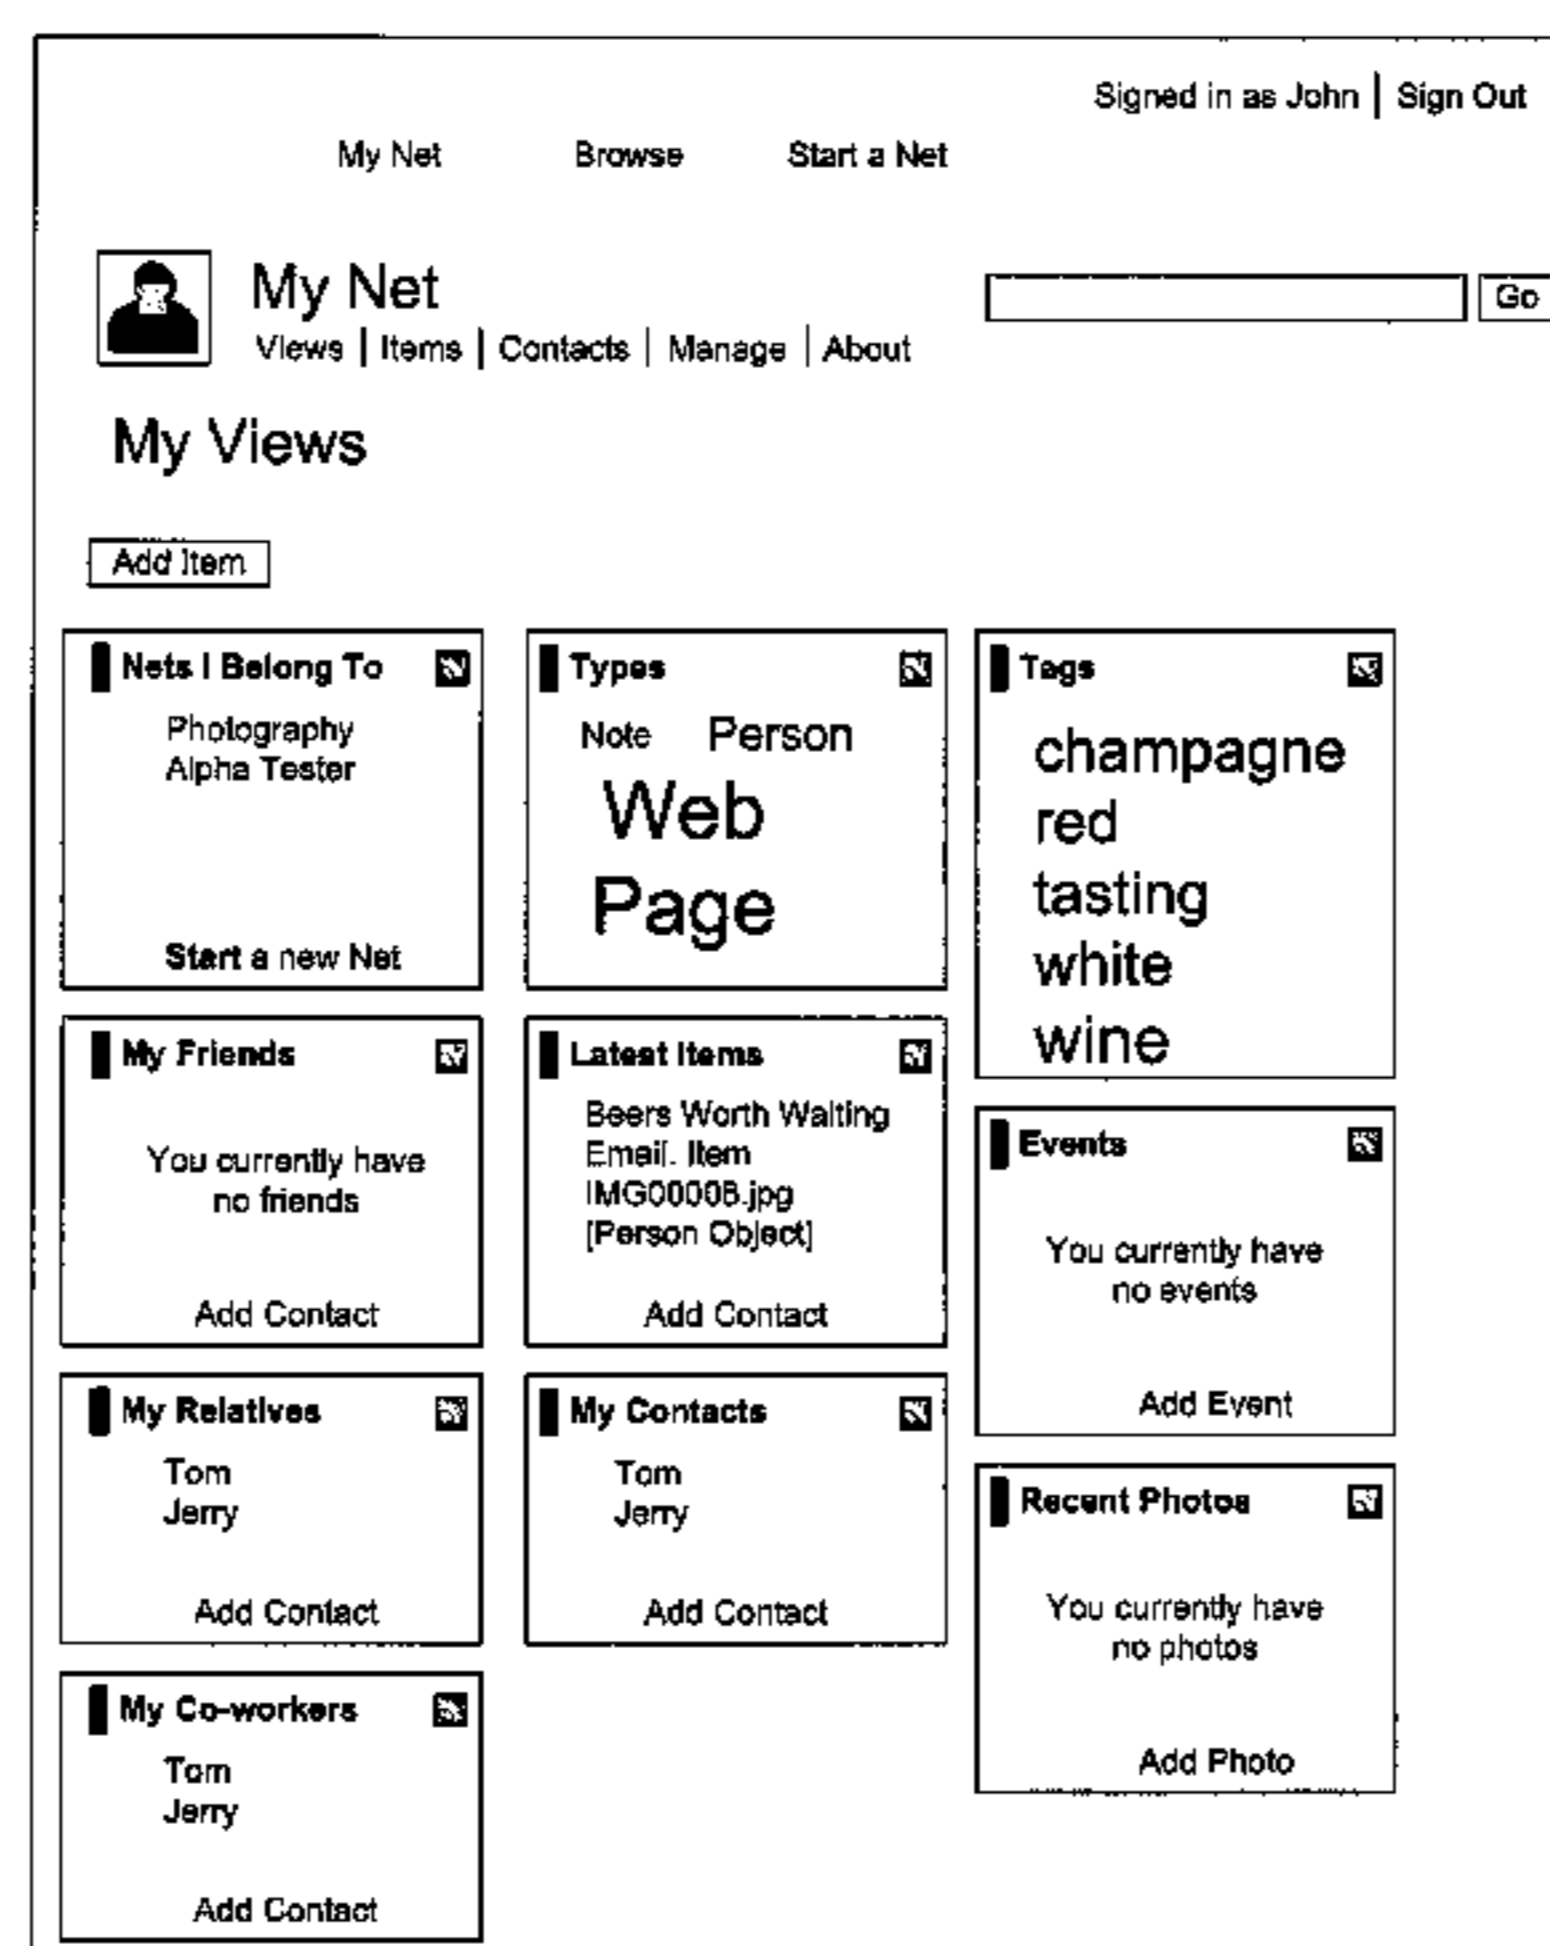 Signed in as John | Sign Out
My Net Browse Start a Net
My Net
Go
Views | Items | Contacts | Manage | About
My Views
Add Item
Nets I Belong To
Photography
Alpha Tester
Start a new Net
Types
Note Person
Web
Page
Tags
champagne
red
tasting
white
wine
My Friends
You currently have
no friends
Add Contact
Latest Items
Beers Worth Waiting
Email. Item
[Person Object]
Add Contact
Events
You currently have
no events
Add Event
My Relatives
Tom
Jerry
Add Contact
My Contacts
Tom
Jerry
Add Contact
Recent Photos
You currently have
no photos
Add Photo
My Co-workers
Tom
Jerry
Add Contact